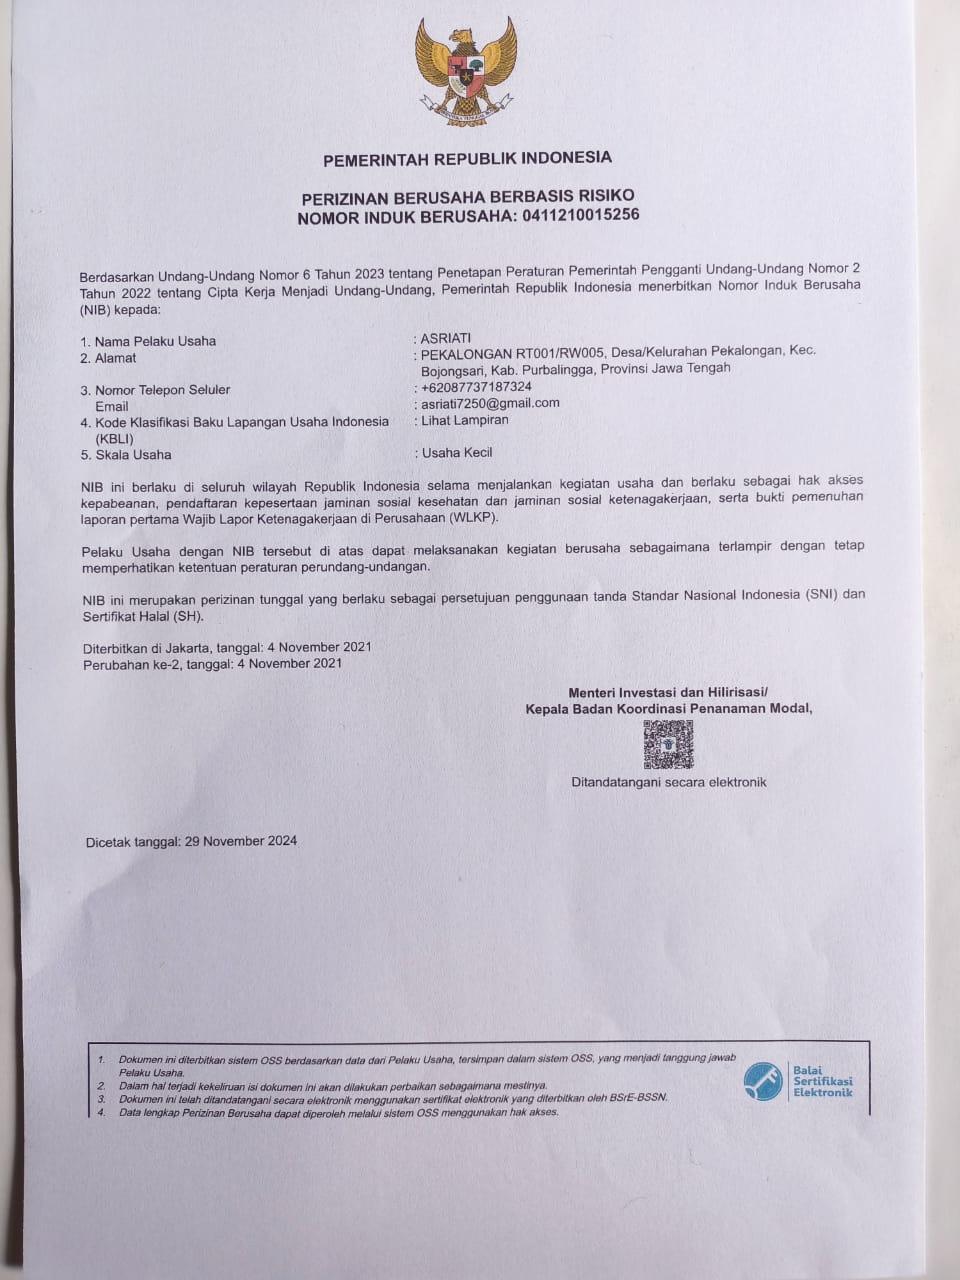 PEMERINTAH REPUBLIK INDONESIA
PERIZINAN BERUSAHA BERBASIS RISIKO
NOMOR INDUK BERUSAHA: 0411210015256
Berdasarkan Undang-Undang Nomor 6 Tahun 2023 tentang Penetapan Peraturan Pemerintah Pengganti Undang-Undang Nomor 2
Tahun 2022 tentang Cipta Kerja Menjadi Undang-Undang, Pemerintah Republik Indonesia menerbitkan Nomor Induk Berusaha
(NIB) kepada:
1. Nama Pelaku Usaha : ASRIATI
2. Alamat : PEKALONGAN RT001/RW005, Desa/Kelurahan Pekalongan, Kec.
Bojongsari, Kab. Purbalingga, Provinsi Jawa Tengah
3. Nomor Telepon Seluler : +62087737187324
Email : asriati7250@gmail.com
4. Kode Klasifikasi Baku Lapangan Usaha Indonesia : Lihat Lampiran
(KBLI)
5. Skala Usaha : Usaha Kecil
NIB ini berlaku di seluruh wilayah Republik Indonesia selama menjalankan kegiatan usaha dan berlaku sebagai hak akses
kepabeanan, pendaftaran kepesertaan jaminan sosial kesehatan dan jaminan sosial ketenagakerjaan, serta bukti pemenuhan
laporan pertama Wajib Lapor Ketenagakerjaan di Perusahaan (WLKP).
Pelaku Usaha dengan NIB tersebut di atas dapat melaksanakan kegiatan berusaha sebagaimana terlampir dengan tetap
memperhatikan ketentuan peraturan perundang-undangan.
NIB ini merupakan perizinan tunggal yang berlaku sebagai persetujuan penggunaan tanda Standar Nasional Indonesia (SNI) dan
Sertifikat Halal (SH).
Diterbitkan di Jakarta, tanggal: 4 November 2021
Perubahan ke-2, tanggal: 4 November 2021
Menteri Investasi dan Hilirisasi/
Kepala Badan Koordinasi Penanaman Modal,
Ditandatangani secara elektronik
Dicetak tanggal: 29 November 2024
1. Dokumen ini diterbitkan sistem OSS berdasarkan data dari Pelaku Usaha, tersimpan dalam sistem OSS, yang menjadi tanggung jawab
Pelaku Usaha.
2. Dalam hal terjadi kekeliruan isi dokumen ini akan dilakukan perbaikan sebagaimana mestinya.
3. Dokumen ini telah ditandatangani secara elektronik menggunakan sertifikat elektronik yang diterbitkan oleh BSrE-BSSN.
4. Data lengkap Perizinan Berusaha dapat diperoleh melalui sistem OSS menggunakan hak akses.
Balai
Sertifikasi
Elektronik